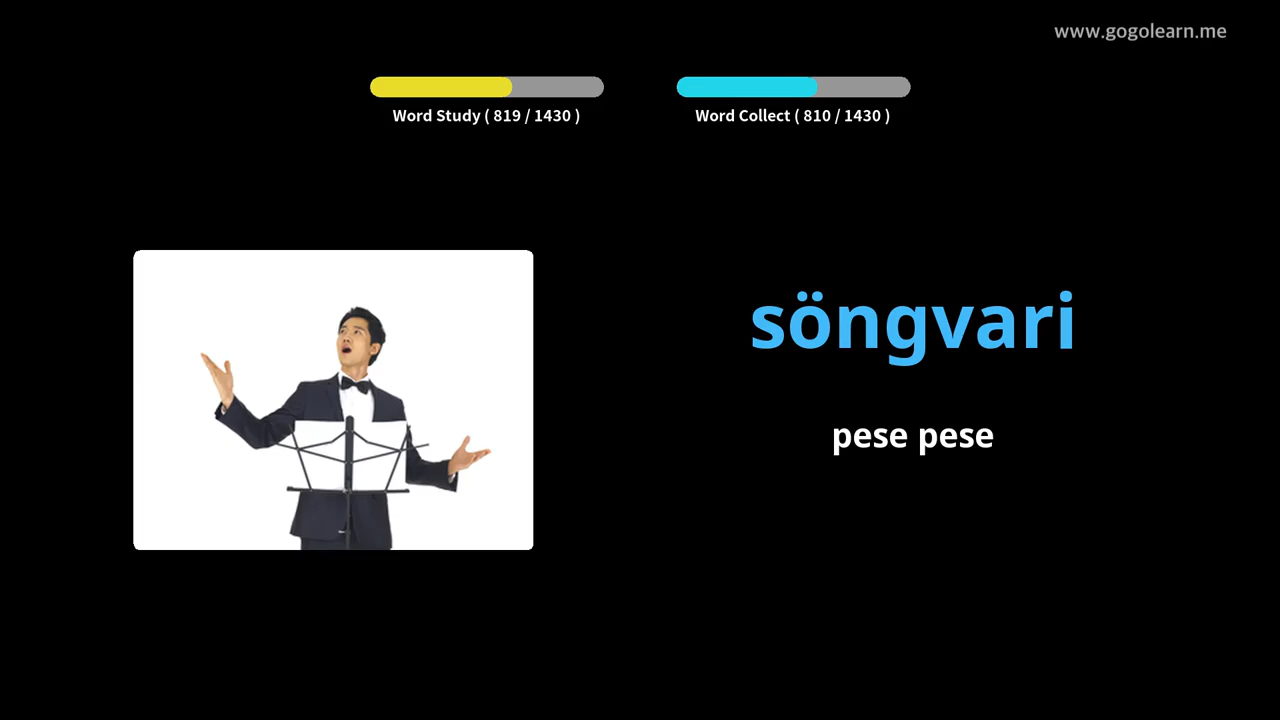 www.gogolearn.me
Word Study ( 819 / 1430 )
Word Collect ( 810 / 1430 )
söngvari
pese pese